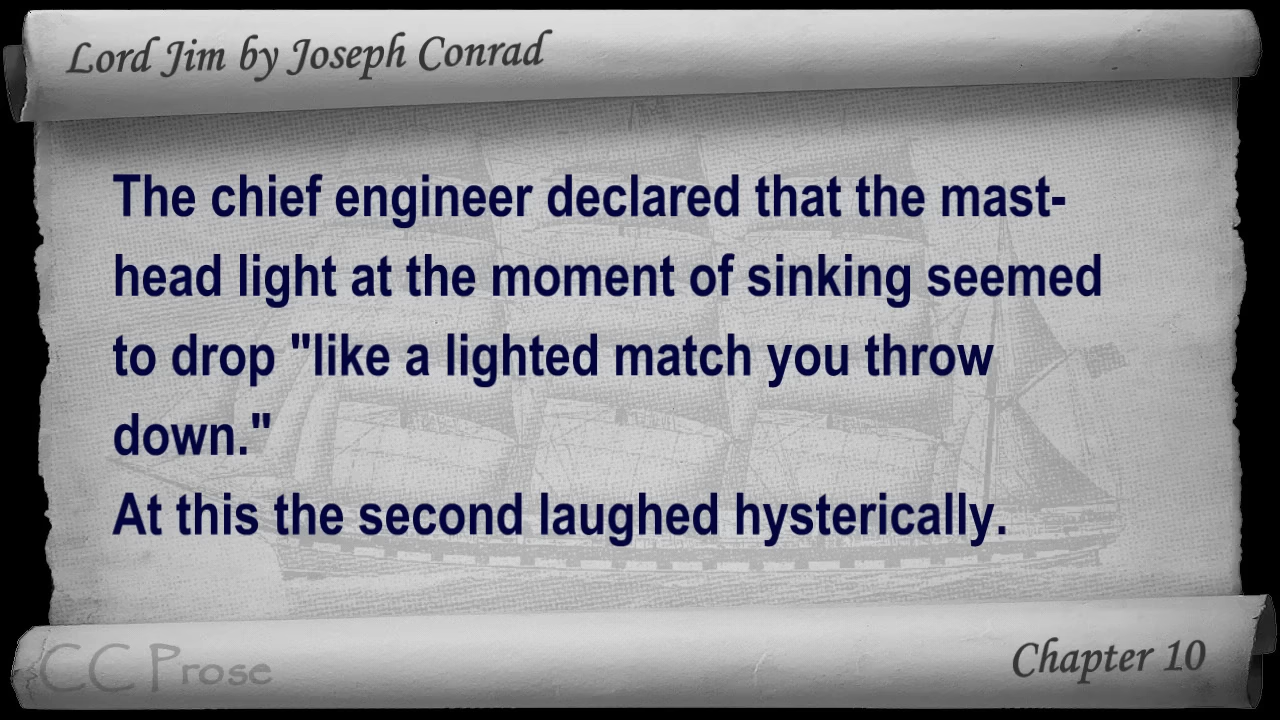 Lord Jim by Joseph Conrad
The chief engineer declared that the mast-
head light at the moment of sinking seemed
to drop "like a lighted match you throw
down."
At this the second laughed hysterically.
CC Prose
Chapter 10